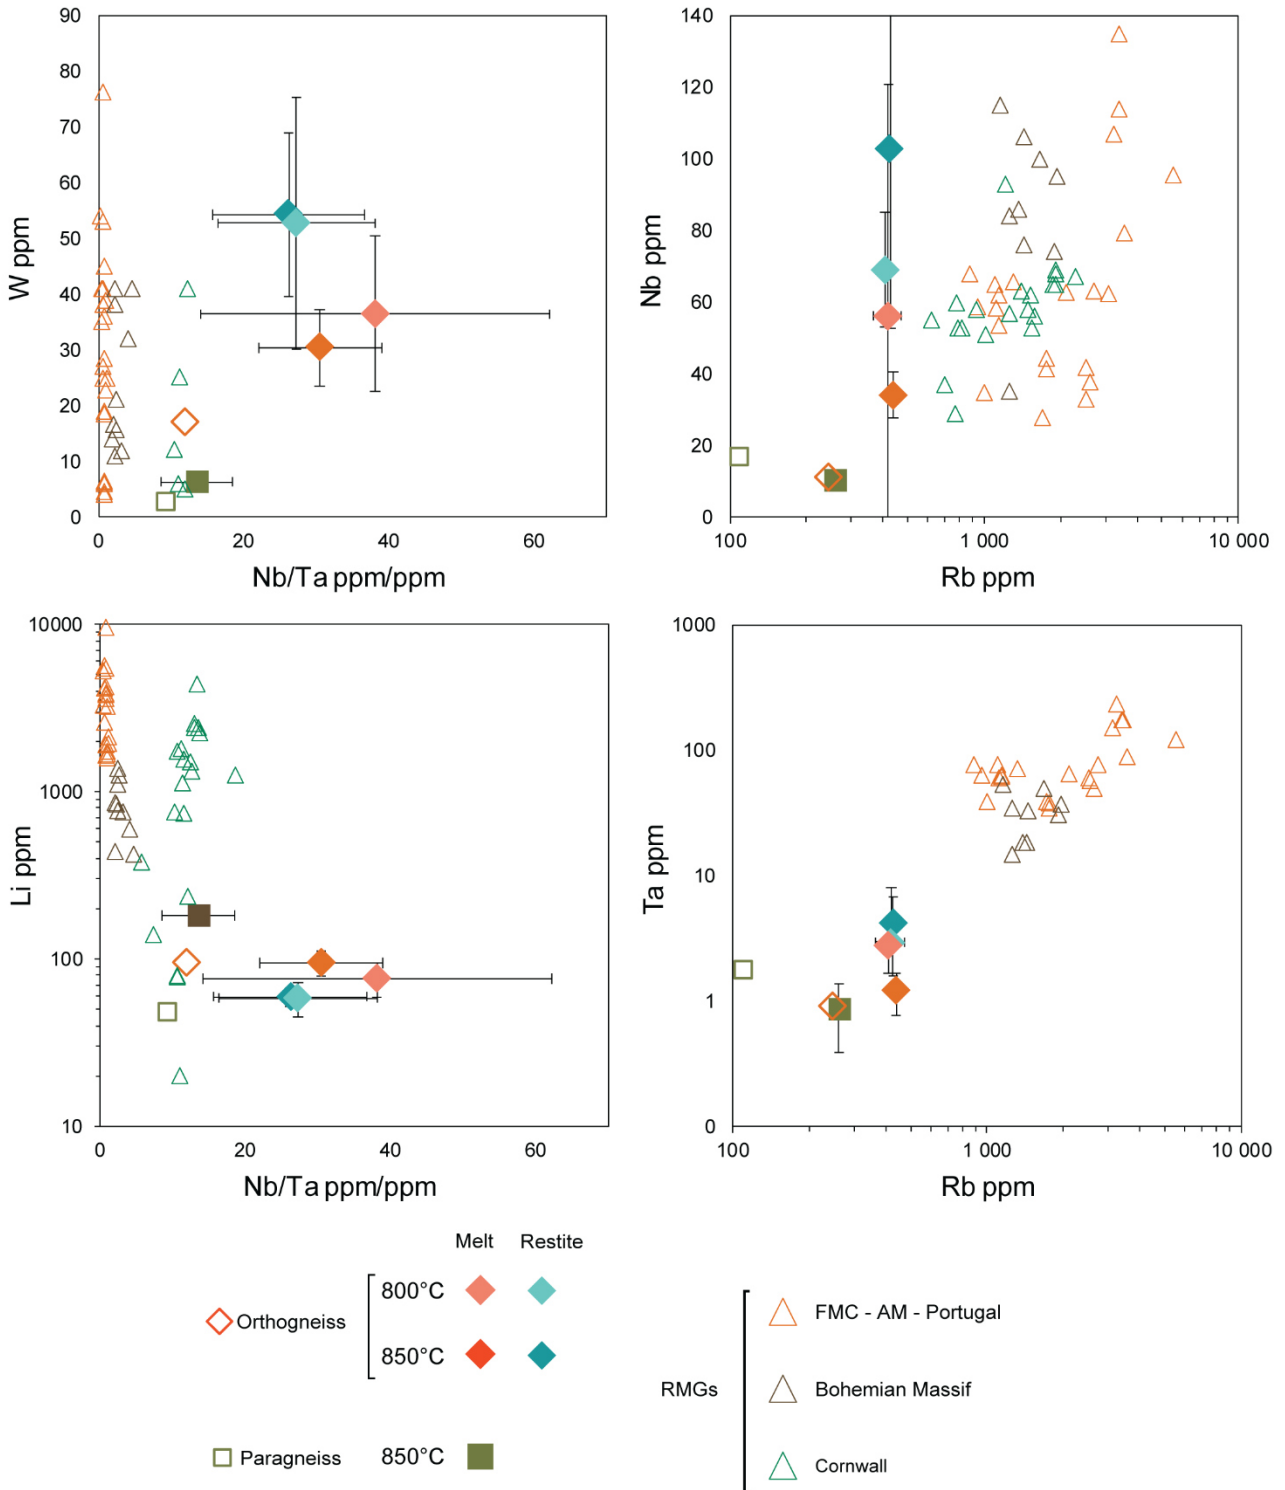 90
80
70
60
50
40
30
20
10
0
W ppm
0 20 40 60
Nb/Ta ppm/ppm
140
120
100
80
60
40
20
0
Nb ppm
100 1 000 10 000
Rb ppm
10000
1000
100
10
Li ppm
0 20 40 60
Nb/Ta ppm/ppm
1000
100
10
1
0
Ta ppm
100 1 000 10 000
Rb ppm
Melt Restite
800°C
Orthogneiss
850°C
Paragneiss 850°C
RMGs
FMC - AM - Portugal
Bohemian Massif
Cornwall